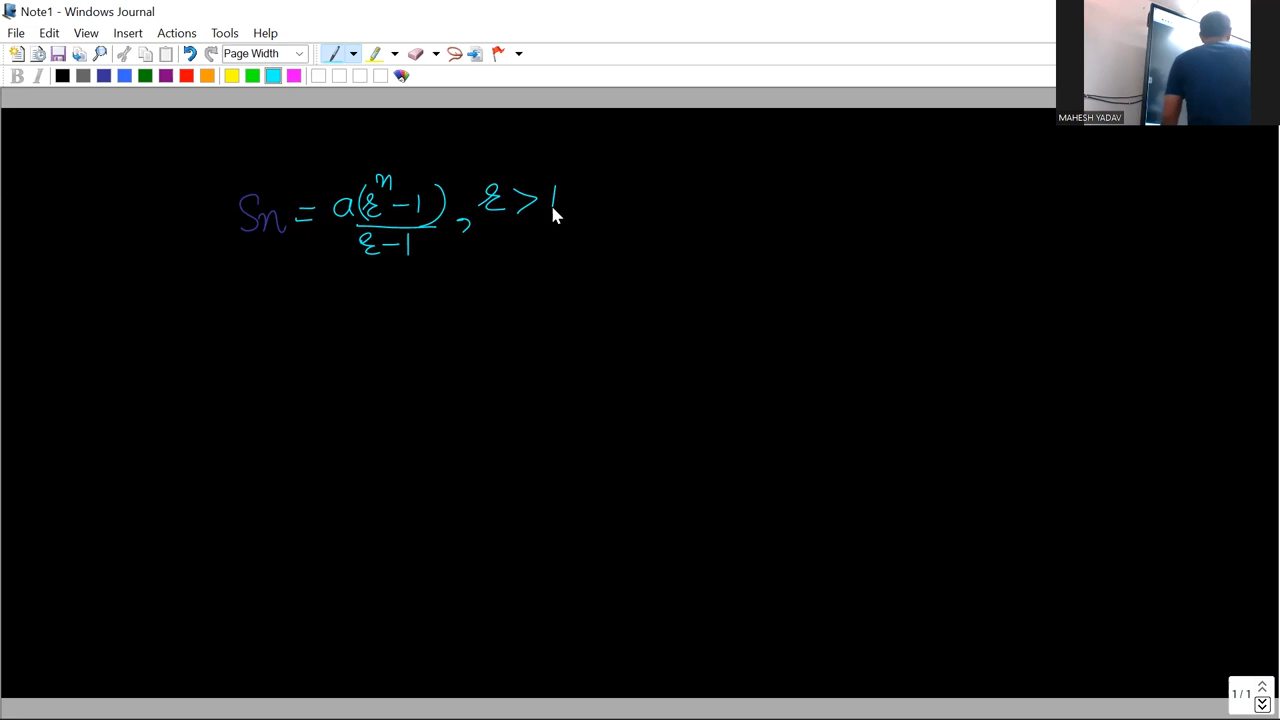 Note1 - Windows Journal
File Edit View Insert Actions Tools Help
Page Width
B I
MAHESH YADAV
Sn = a(r^n - 1) / (r - 1) , r > 1
1 / 1